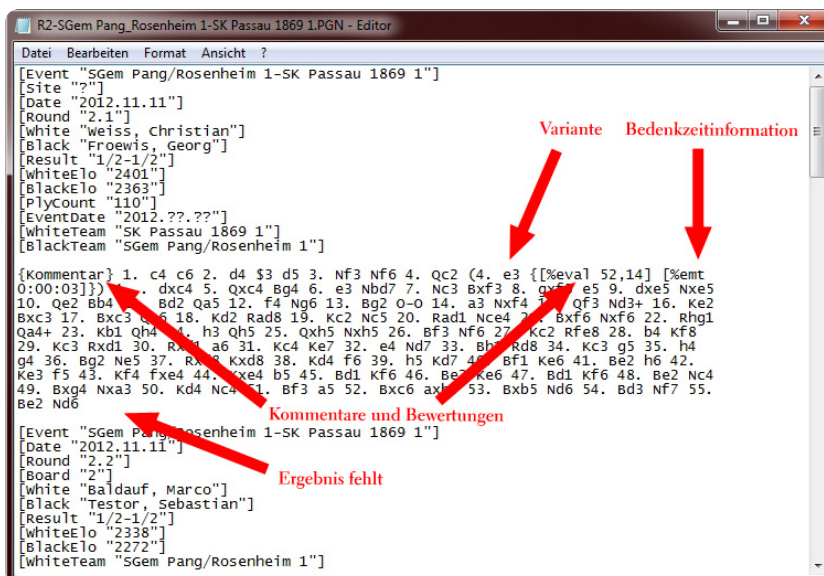 R2-SGem Pang_Rosenheim 1-SK Passau 1869 1.PGN - Editor
Datei Bearbeiten Format Ansicht ?
[Event "SGem Pang/Rosenheim 1-SK Passau 1869 1"]
[Site "?"]
[Date "2012.11.11"]
[Round "2.1"]
[White "Weiss, Christian"]
[Black "Froewis, Georg"]
[Result "1/2-1/2"]
[WhiteElo "2401"]
[BlackElo "2363"]
[PlyCount "110"]
[EventDate "2012.??.??"]
[WhiteTeam "SK Passau 1869 1"]
[BlackTeam "SGem Pang/Rosenheim 1"]
Variante Bedenkzeitinformation
{Kommentar} 1. c4 c6 2. d4 $3 d5 3. Nf3 Nf6 4. Qc2 (4. e3 {[%eval 52,14] [%emt
0:00:03]}) dxc4 5. Qxc4 Bg4 6. e3 Nbd7 7. Nc3 Bxf3 8. gxf3 e5 9. dxe5 Nxe5
10. Qe2 Bb4 Bd2 Qa5 12. f4 Ng6 13. Bg2 O-O 14. a3 Nxf4 Qf3 Nd3+ 16. Ke2
Bxc3 17. Bxc3 18. Kd2 Rad8 19. Kc2 Nc5 20. Rad1 Nce4 Bxf6 Nxf6 22. Rhg1
Qa4+ 23. Kb1 Qh4 h3 Qh5 25. Qxh5 Nxh5 26. Bf3 Nf6 Kc2 Rfe8 28. b4 Kf8
29. Kc3 Rxd1 30. a6 31. Kc4 Ke7 32. e4 Nd7 33. Rd8 34. Kc3 g5 35. h4
g4 36. Bg2 Ne5 37. Kxd8 38. Kd4 f6 39. h5 Kd7 Bf1 Ke6 41. Be2 h6 42.
Ke3 f5 43. Kf4 fxe4 44. Kxe4 b5 45. Bd1 Kf6 46. Ke6 47. Bd1 Kf6 48. Be2 Nc4
49. Bxg4 Nxa3 50. Kd4 Nc4 Bf3 a5 52. Bxc6 53. Bxb5 Nd6 54. Bd3 Nf7 55.
Be2 Nd6
Kommentare und Bewertungen
[Event "SGem Pang/Rosenheim 1-SK Passau 1869 1"]
[Date "2012.11.11"]
[Round "2.2"]
[Board "2"]
Ergebnis fehlt
[White "Baldauf, Marco"]
[Black "Testor, Sebastian"]
[Result "1/2-1/2"]
[WhiteElo "2338"]
[BlackElo "2272"]
[WhiteTeam "SGem Pang/Rosenheim 1"]